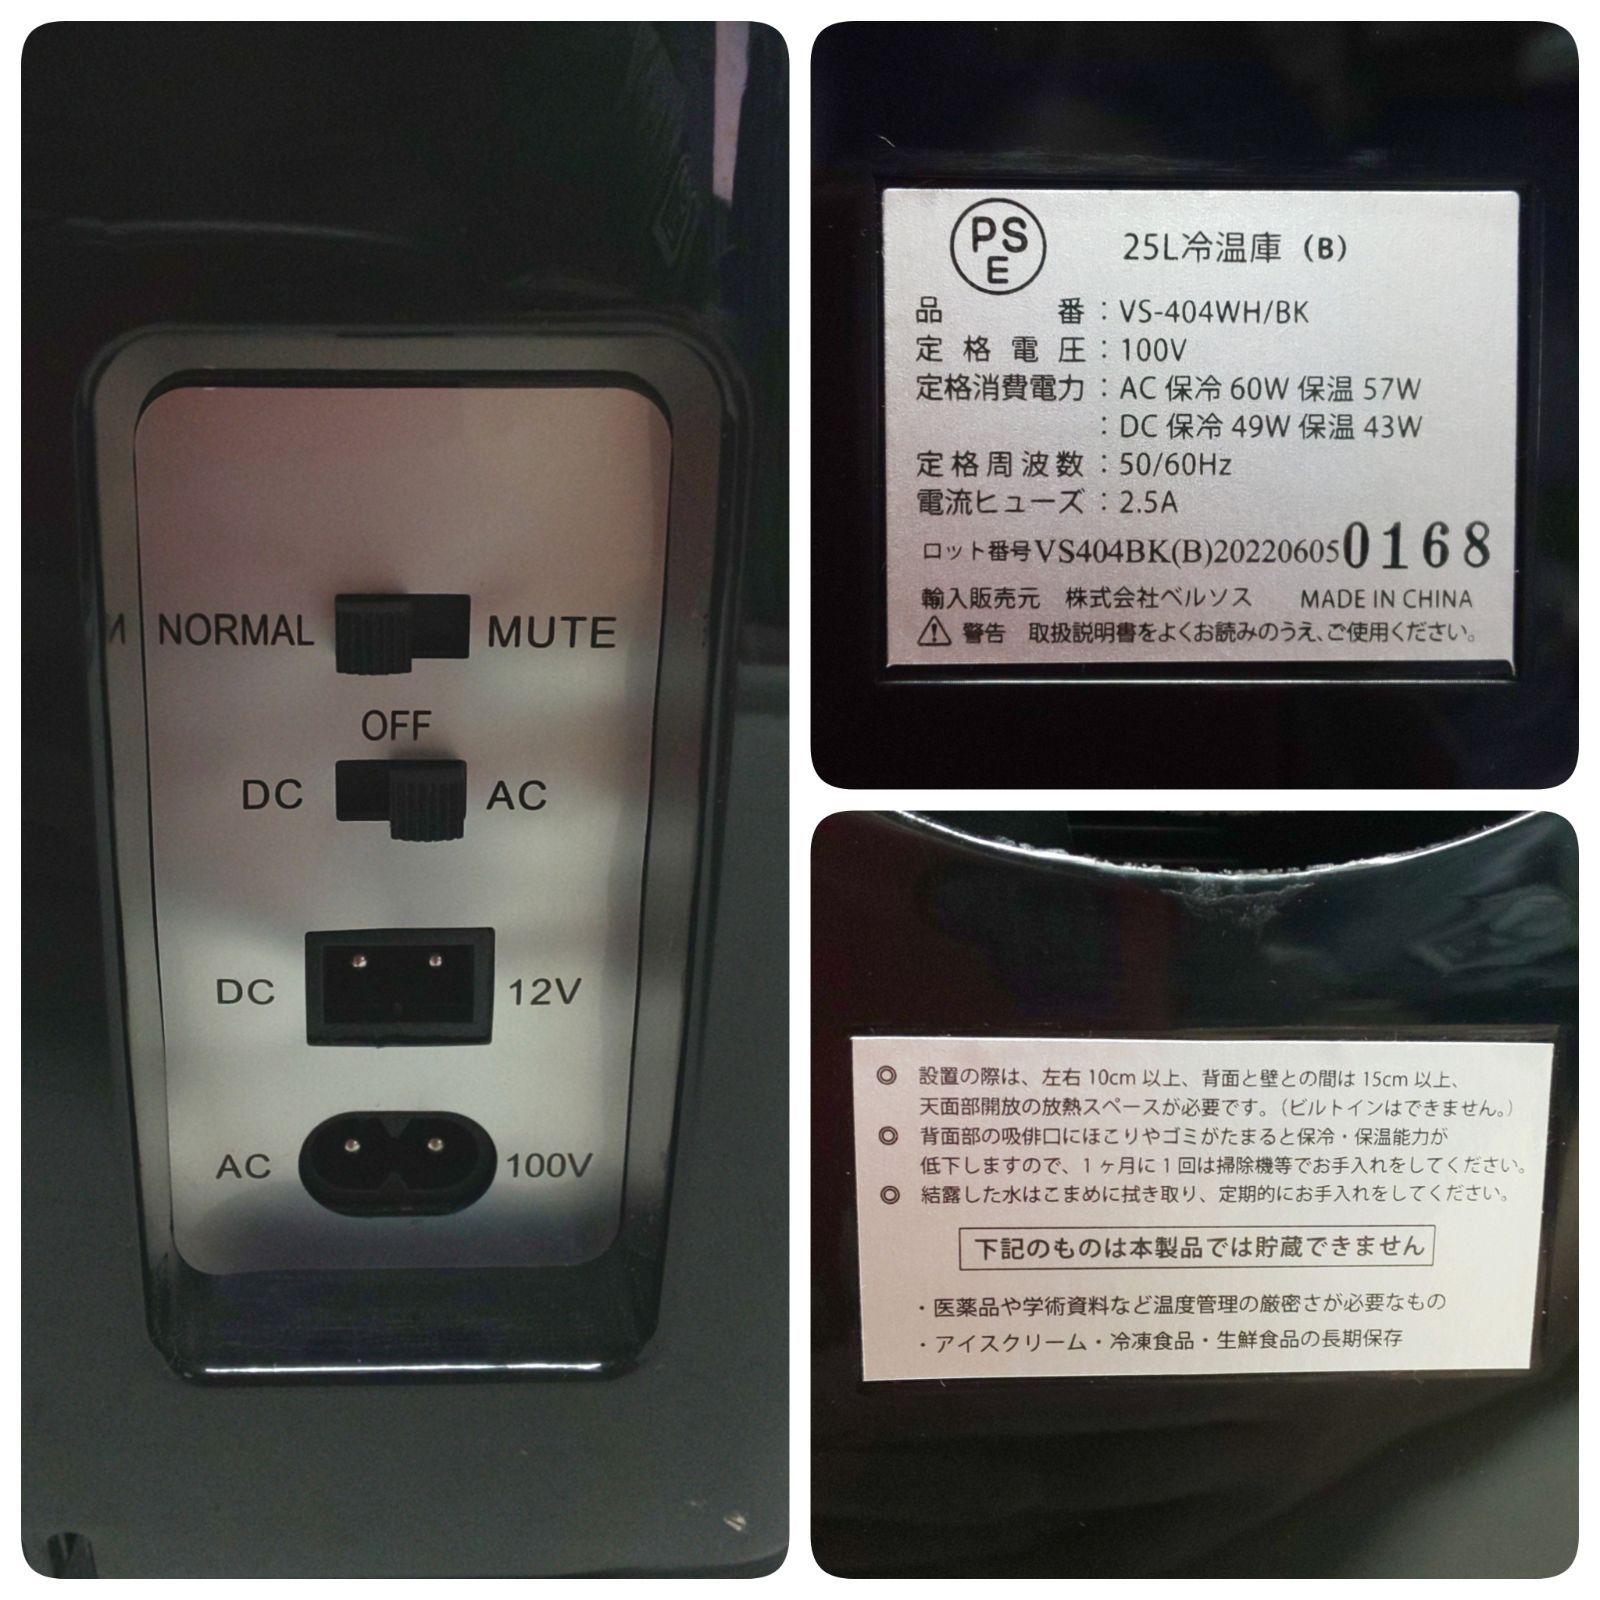 NORMAL MUTE
OFF
DC AC
DC 12V
AC 100V
PSE 25L冷温庫（B）
品番：VS-404WH/BK
定格電圧：100V
定格消費電力：AC 保冷 60W 保温 57W
：DC 保冷 49W 保温 43W
定格周波数：50/60Hz
電流ヒューズ：2.5A
ロット番号VS404BK(B)202206050168
輸入販売元　株式会社ベルソス　MADE IN CHINA
警告　取扱説明書をよくお読みのうえ、ご使用ください。
◎ 設置の際は、左右 10cm 以上、背面と壁との間は 15cm 以上、
天面部開放の放熱スペースが必要です。（ビルトインはできません。）
◎ 背面部の吸俳口にほこりやゴミがたまると保冷・保温能力が
低下しますので、1 ヶ月に 1 回は掃除機等でお手入れをしてください。
◎ 結露した水はこまめに拭き取り、定期的にお手入れをしてください。
下記のものは本製品では貯蔵できません
・医薬品や学術資料など温度管理の厳密さが必要なもの
・アイスクリーム・冷凍食品・生鮮食品の長期保存